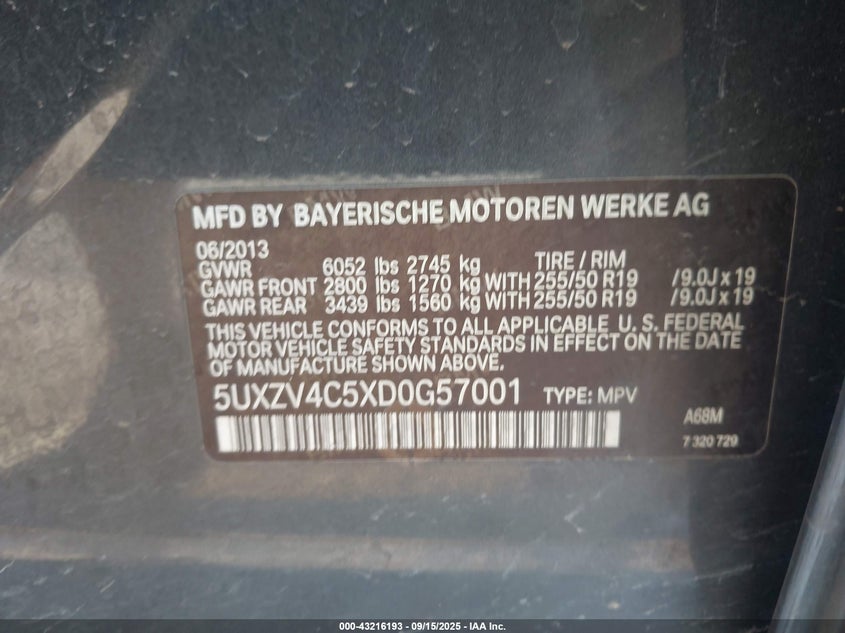 MFD BY BAYERISCHE MOTOREN WERKE AG
06/2013
GVWR 6052 lbs 2745 kg TIRE / RIM
GAWR FRONT 2800 lbs 1270 kg WITH 255/50 R19 /9.0J x 19
GAWR REAR 3439 lbs 1560 kg WITH 255/50 R19 /9.0J x 19
THIS VEHICLE CONFORMS TO ALL APPLICABLE U. S. FEDERAL
MOTOR VEHICLE SAFETY STANDARDS IN EFFECT ON THE DATE
OF MANUFACTURE SHOWN ABOVE.
5UXZV4C5XD0G57001 TYPE: MPV
A68M
7 320 729
000-43216193 - 09/15/2025 - IAA Inc.